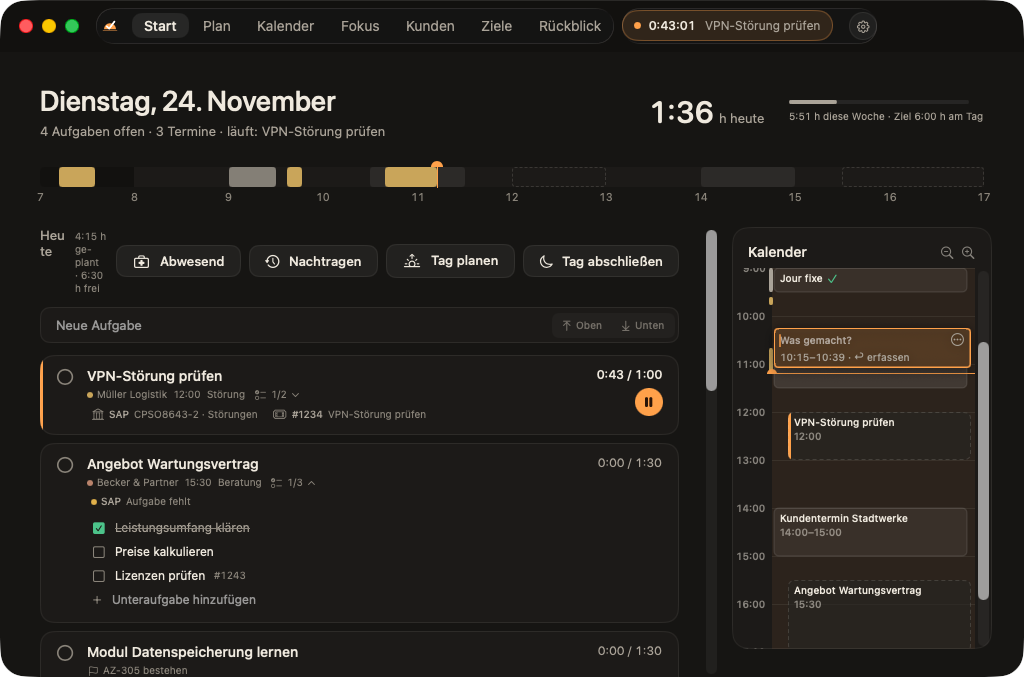 Start Plan Kalender Fokus Kunden Ziele Rückblick 0:43:01 VPN-Störung prüfen
Dienstag, 24. November
4 Aufgaben offen · 3 Termine · läuft: VPN-Störung prüfen
1:36 h heute
5:51 h diese Woche · Ziel 6:00 h am Tag
7 8 9 10 11 12 13 14 15 16 17
Heu
te
4:15 h
ge-
plant
· 6:30
h frei
Abwesend
Nachtragen
Tag planen
Tag abschließen
Neue Aufgabe
Oben
Unten
VPN-Störung prüfen
0:43 / 1:00
Müller Logistik 12:00 Störung 1/2
SAP CPSO8643-2 · Störungen #1234 VPN-Störung prüfen
Angebot Wartungsvertrag
0:00 / 1:30
Becker & Partner 15:30 Beratung 1/3
SAP Aufgabe fehlt
Leistungsumfang klären
Preise kalkulieren
Lizenzen prüfen #1243
+ Unteraufgabe hinzufügen
Modul Datenspeicherung lernen
0:00 / 1:30
AZ-305 bestehen
Kalender
9:00
Jour fixe ✓
10:00
Was gemacht?
10:15–10:39 · ↩ erfassen
11:00
12:00
VPN-Störung prüfen
12:00
13:00
14:00
Kundentermin Stadtwerke
14:00–15:00
15:00
Angebot Wartungsvertrag
15:30
16:00